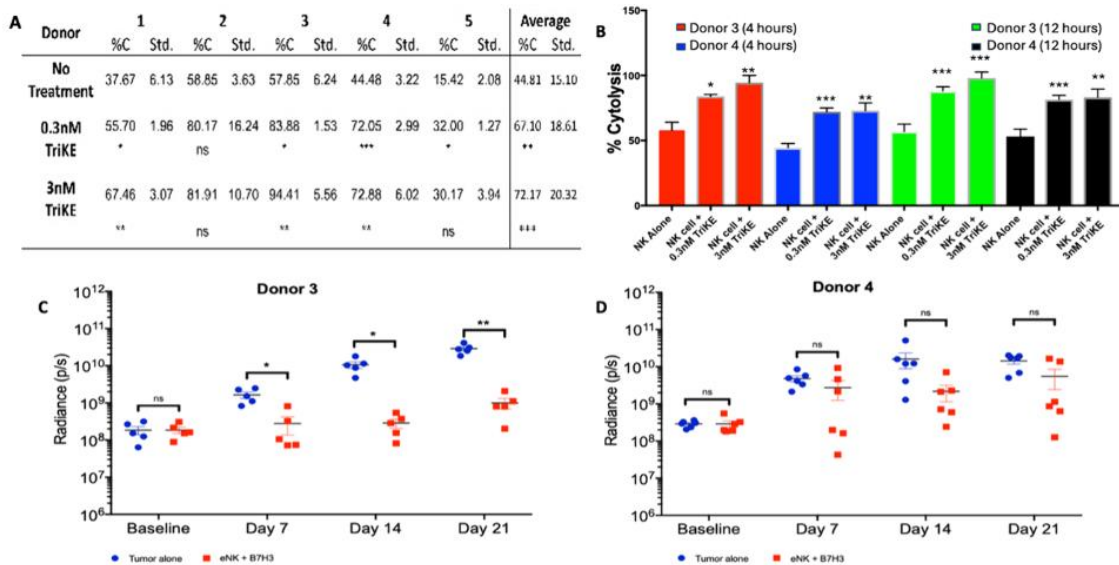 A
Donor 1 2 3 4 5 Average
%C Std. %C Std. %C Std. %C Std. %C Std. %C Std.
No Treatment 37.67 6.13 58.85 3.63 57.85 6.24 44.48 3.22 15.42 2.08 44.81 15.10
0.3nM TriKE 55.70 1.96 80.17 16.24 83.88 1.53 72.05 2.99 32.00 1.27 67.10 18.61
* ns * *** * **
3nM TriKE 67.46 3.07 81.91 10.70 94.41 5.56 72.88 6.02 30.17 3.94 72.17 20.32
** ns ** ** ns ***
B
Donor 3 (4 hours) Donor 3 (12 hours)
Donor 4 (4 hours) Donor 4 (12 hours)
% Cytolysis
150
100
50
0
* ** *** ** *** *** *** **
NK Alone
NK cell + 0.3nM TriKE
NK cell + 3nM TriKE
NK Alone
NK cell + 0.3nM TriKE
NK cell + 3nM TriKE
NK Alone
NK cell + 0.3nM TriKE
NK cell + 3nM TriKE
NK Alone
NK cell + 0.3nM TriKE
NK cell + 3nM TriKE
C
Donor 3
Radiance (p/s)
10¹²
10¹¹
10¹⁰
10⁹
10⁸
10⁷
10⁶
ns * * **
Baseline Day 7 Day 14 Day 21
Tumor alone eNK + B7H3
D
Donor 4
Radiance (p/s)
10¹²
10¹¹
10¹⁰
10⁹
10⁸
10⁷
10⁶
ns ns ns ns
Baseline Day 7 Day 14 Day 21
Tumor alone eNK + B7H3